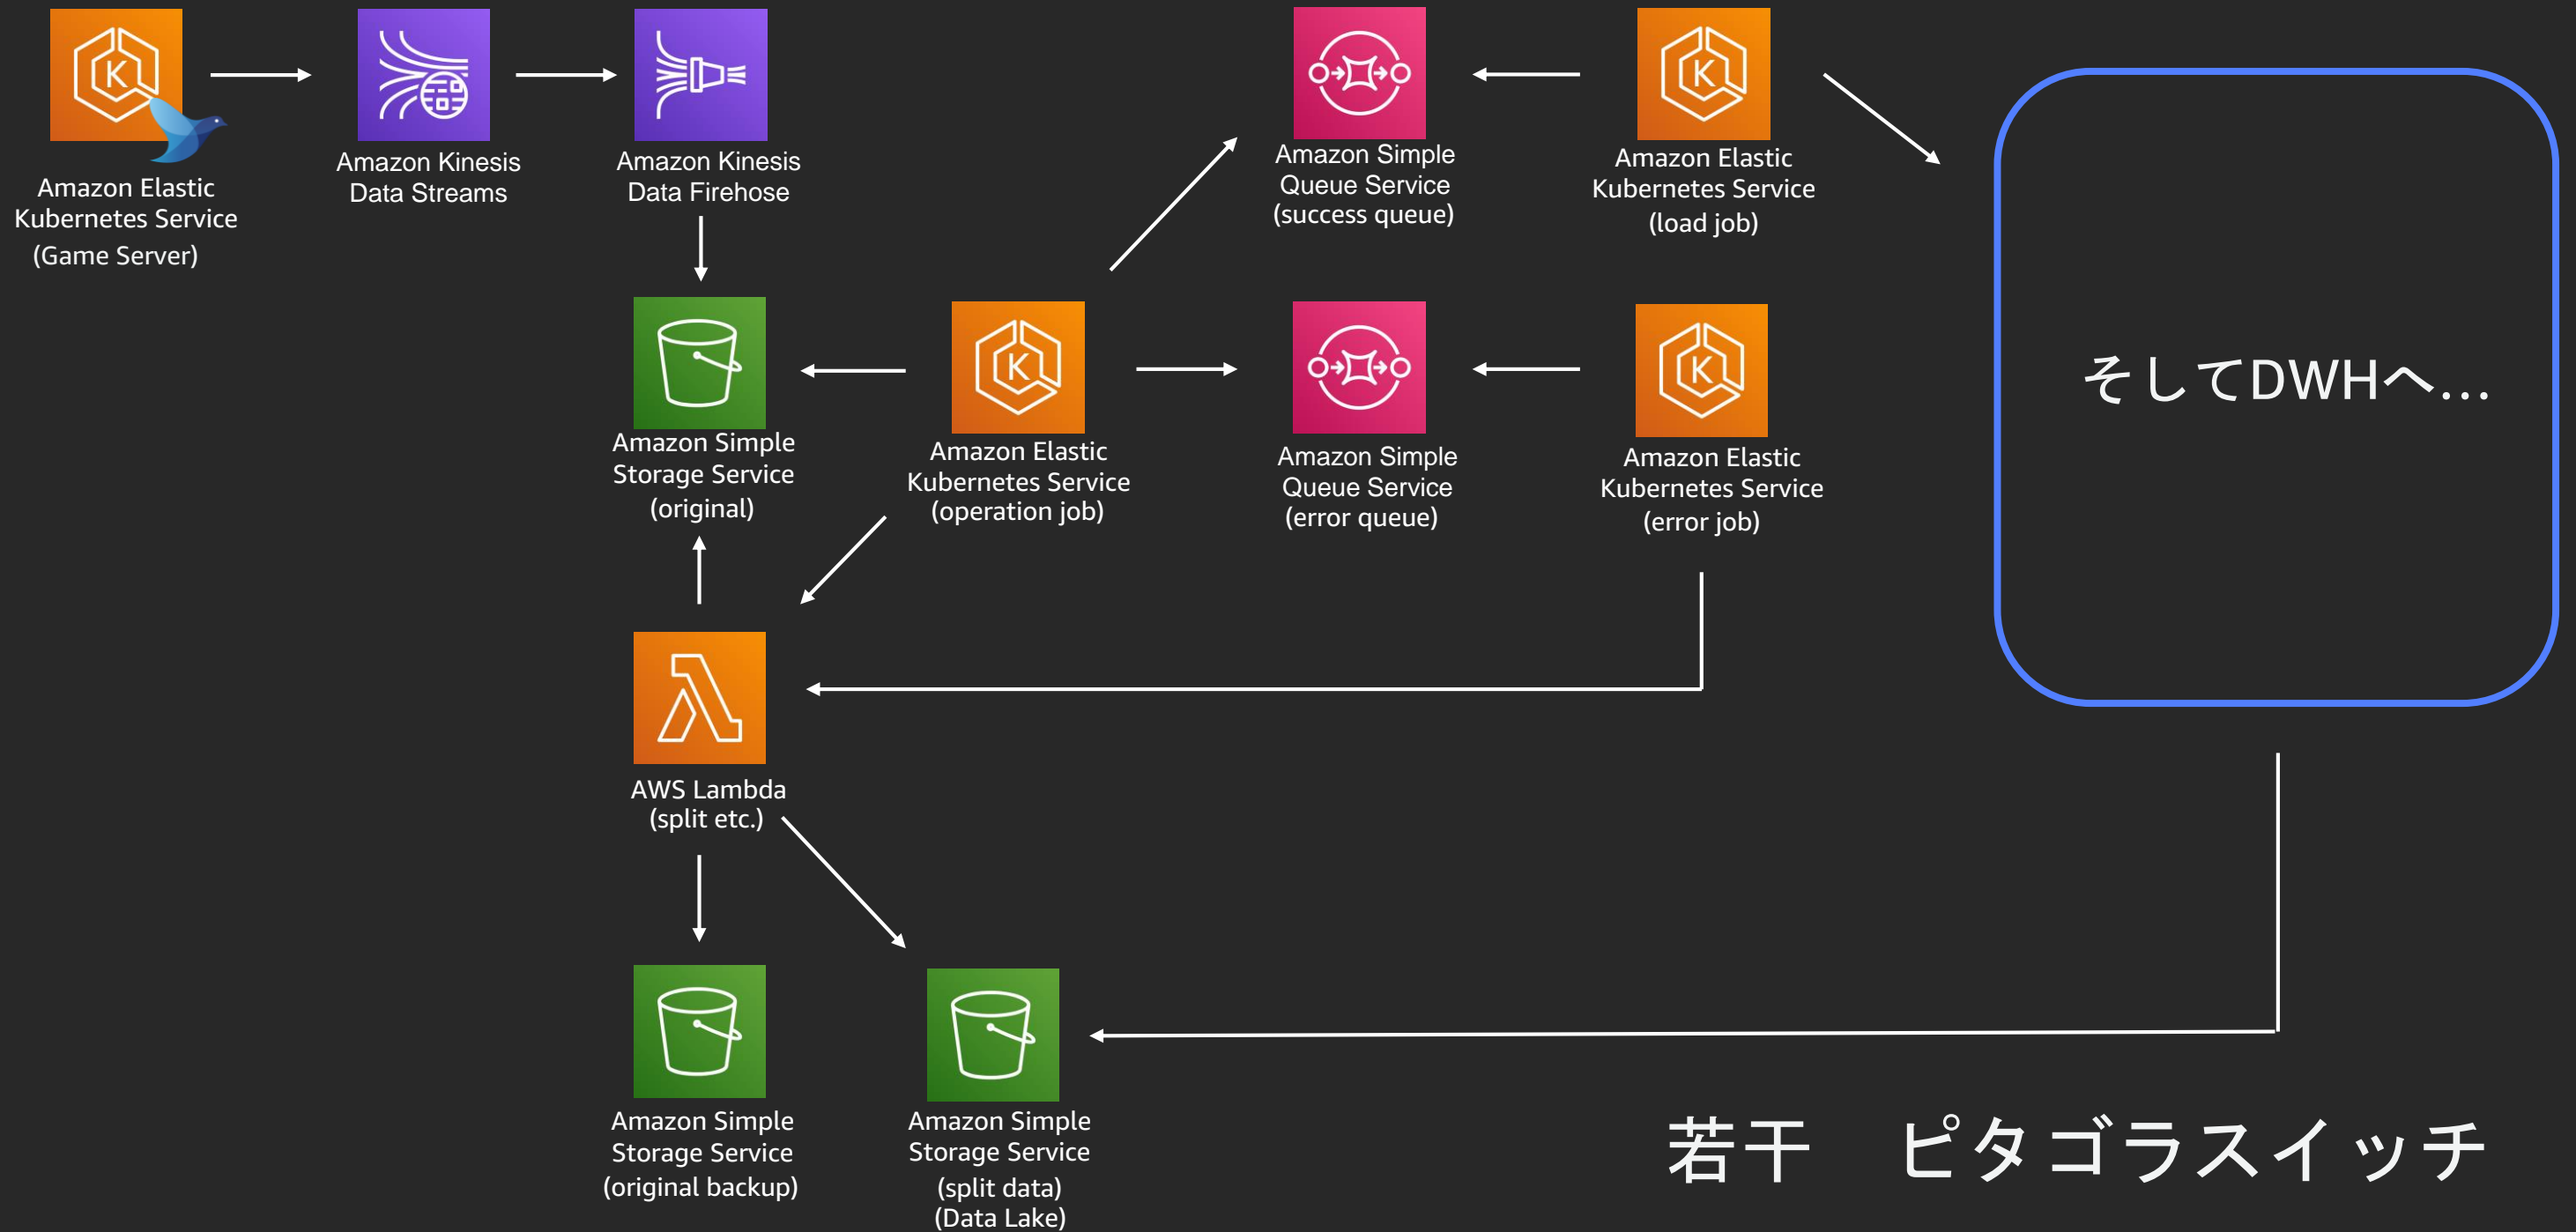 Amazon Elastic
Kubernetes Service
(Game Server)
Amazon Kinesis
Data Streams
Amazon Kinesis
Data Firehose
Amazon Simple
Queue Service
(success queue)
Amazon Elastic
Kubernetes Service
(load job)
Amazon Simple
Storage Service
(original)
Amazon Elastic
Kubernetes Service
(operation job)
Amazon Simple
Queue Service
(error queue)
Amazon Elastic
Kubernetes Service
(error job)
そしてDWHへ…
AWS Lambda
(split etc.)
Amazon Simple
Storage Service
(original backup)
Amazon Simple
Storage Service
(split data)
(Data Lake)
若干　ピタゴラスイッチ